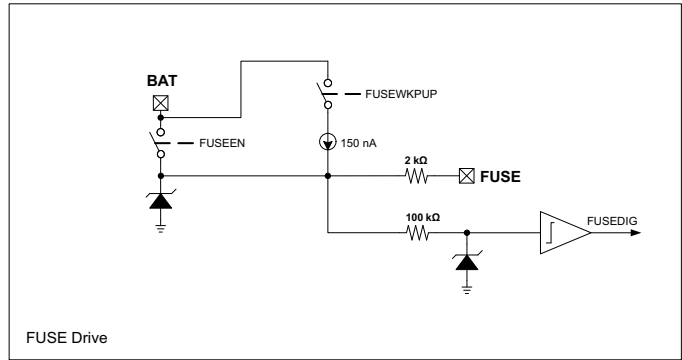 BAT
FUSEWKPUP
FUSEEN
150 nA
2 kΩ
FUSE
100 kΩ
FUSEDIG
FUSE Drive